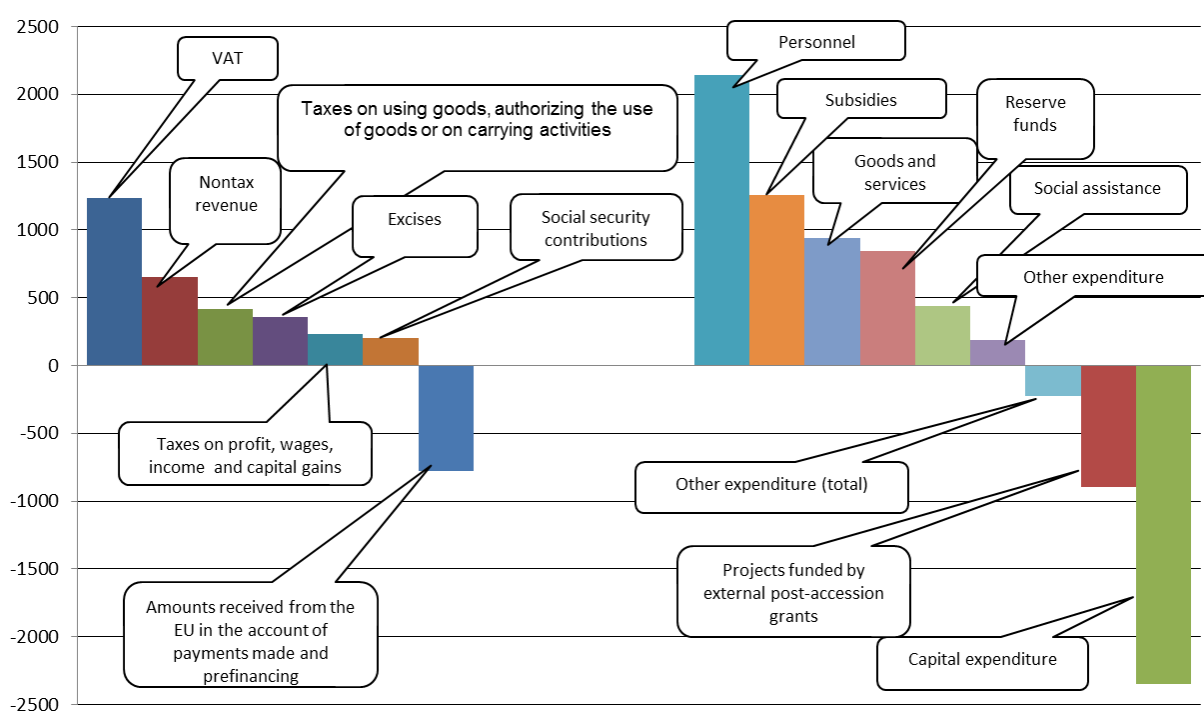 2500
2000
1500
1000
500
0
-500
-1000
-1500
-2000
-2500
VAT
Nontax
revenue
Taxes on using goods, authorizing the use
of goods or on carrying activities
Excises
Social security
contributions
Taxes on profit, wages,
income and capital gains
Amounts received from the
EU in the account of
payments made and
prefinancing
Personnel
Subsidies
Goods and
services
Reserve
funds
Social assistance
Other expenditure
Other expenditure (total)
Projects funded by
external post-accession
grants
Capital expenditure